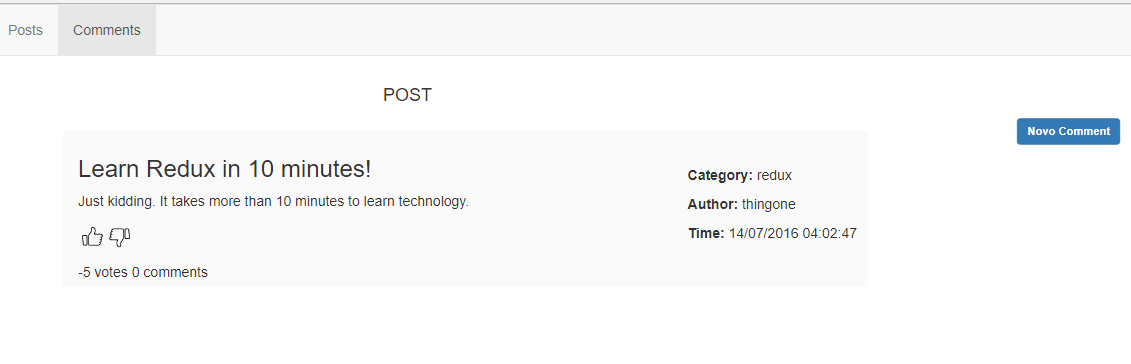 Posts Comments
POST
Novo Comment
Learn Redux in 10 minutes!
Just kidding. It takes more than 10 minutes to learn technology.
-5 votes 0 comments
Category: redux
Author: thingone
Time: 14/07/2016 04:02:47